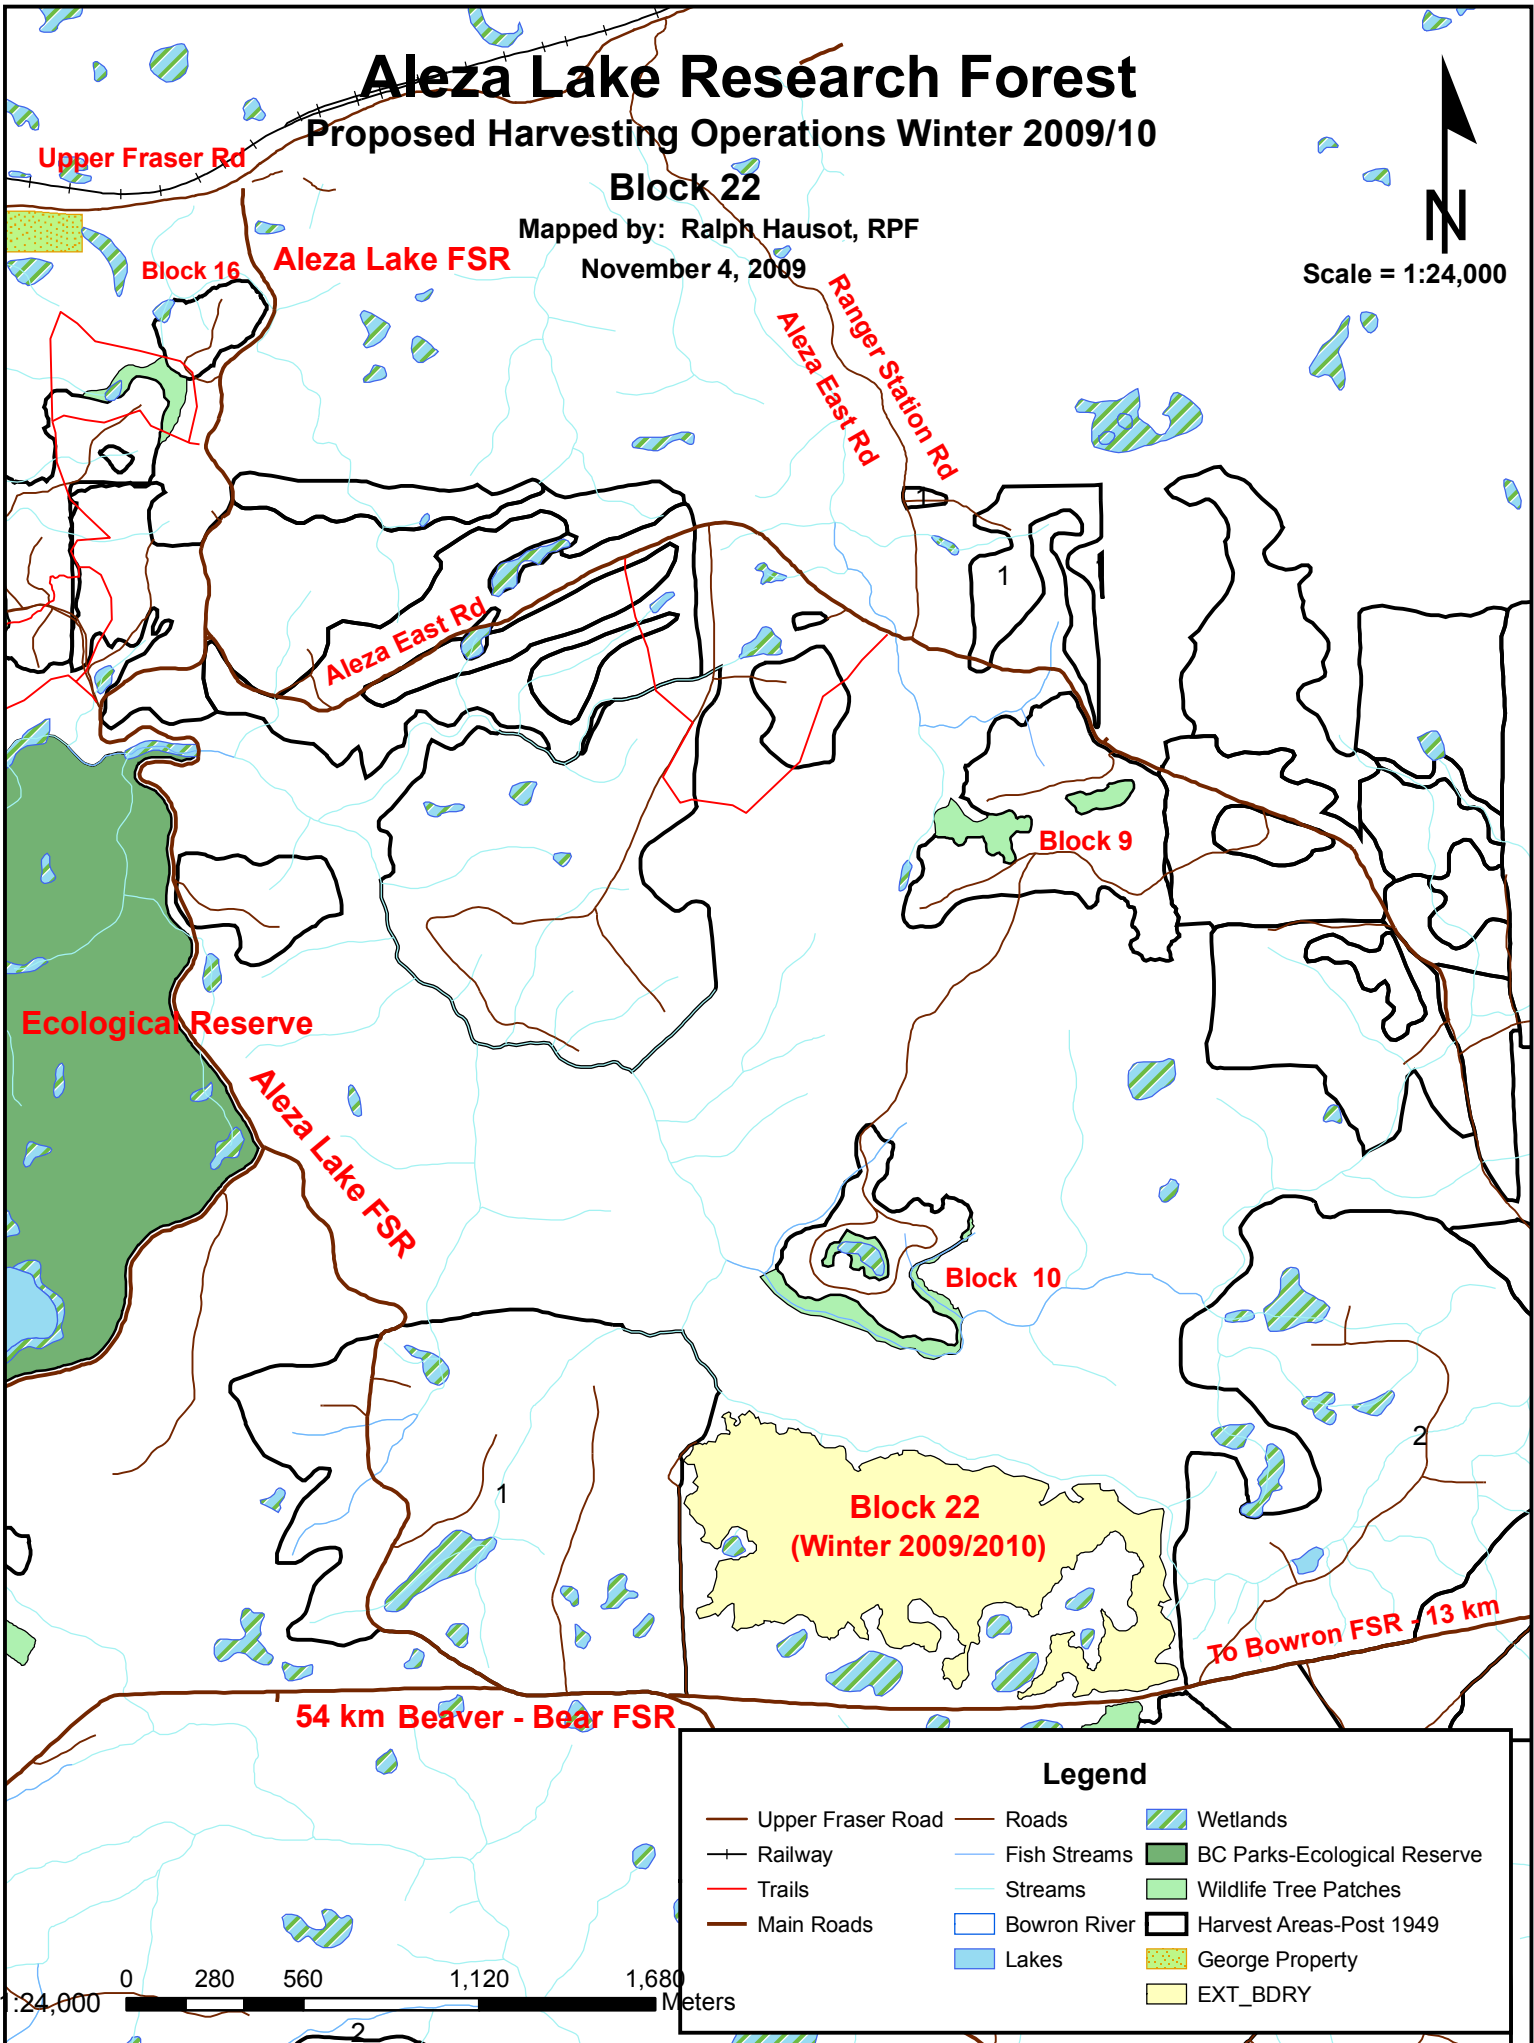 Aleza Lake Research Forest
Proposed Harvesting Operations Winter 2009/10
Block 22
Mapped by: Ralph Hausot, RPF
November 4, 2009
N
Scale = 1:24,000
Upper Fraser Rd
Block 16
Aleza Lake FSR
Ranger Station Rd
Aleza East Rd
1
1
Aleza East Rd
Block 9
Ecological Reserve
Aleza Lake FSR
Block 10
2
1
Block 22
(Winter 2009/2010)
To Bowron FSR - 13 km
54 km Beaver - Bear FSR
Legend
Upper Fraser Road
Railway
Trails
Main Roads
Roads
Fish Streams
Streams
Bowron River
Lakes
Wetlands
BC Parks-Ecological Reserve
Wildlife Tree Patches
Harvest Areas-Post 1949
George Property
EXT_BDRY
0 280 560 1,120 1,680
1:24,000 Meters
2